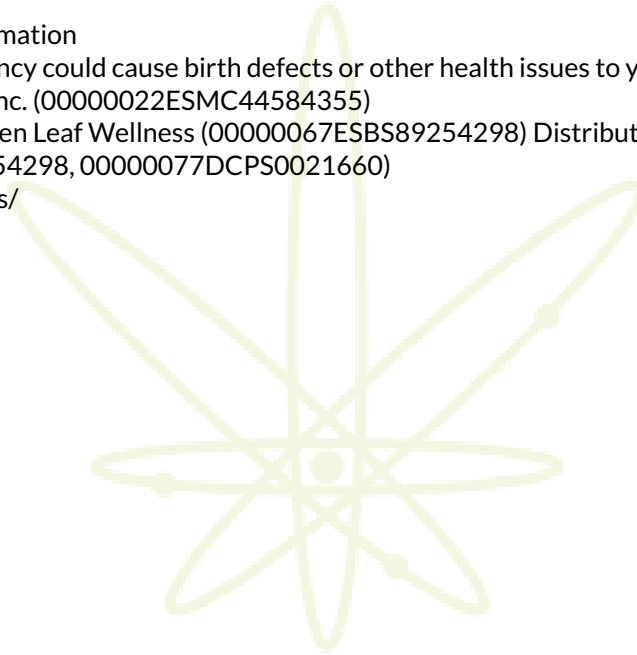 mation
ncy could cause birth defects or other health issues to y
nc. (00000022ESMC44584355)
en Leaf Wellness (00000067ESBS89254298) Distribut
54298, 00000077DCPS0021660)
s/